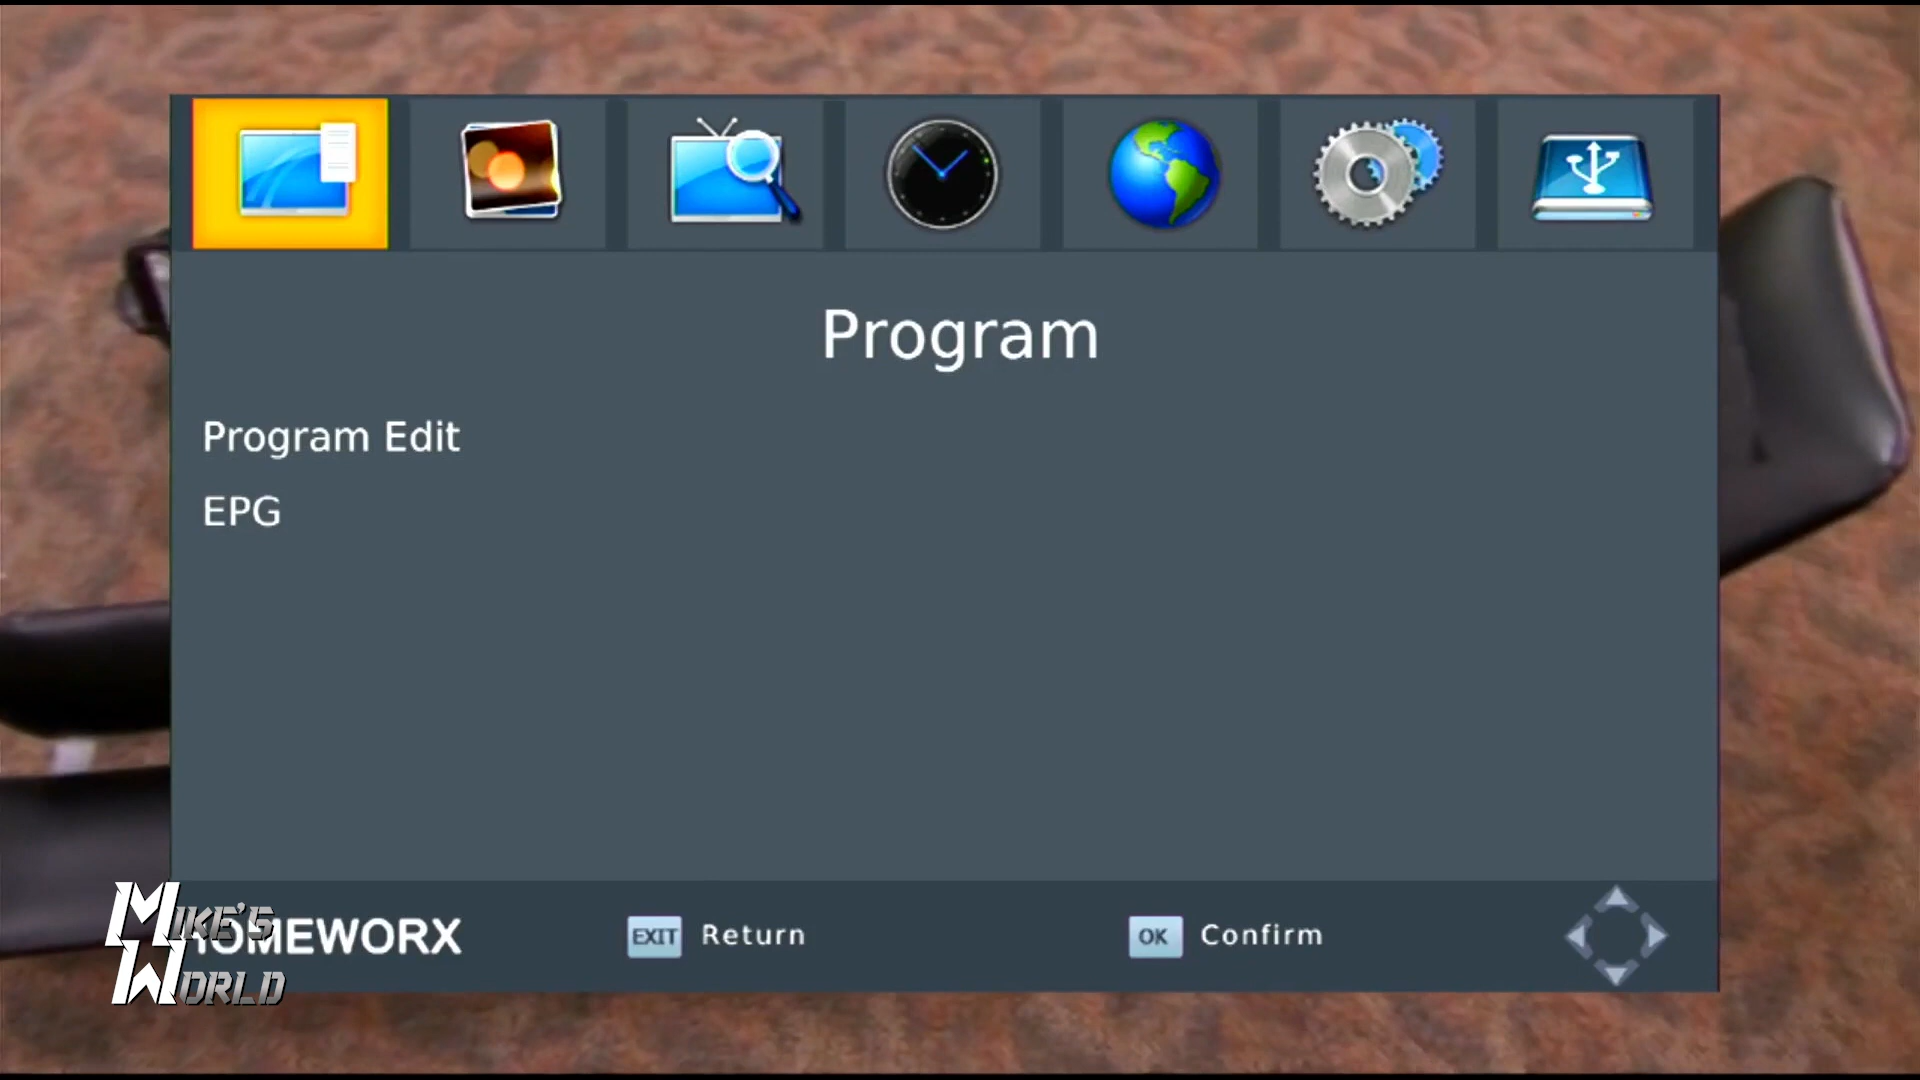 Program
Program Edit
EPG
HOMEWORX
EXIT Return
OK Confirm
MIKE'S
WORLD